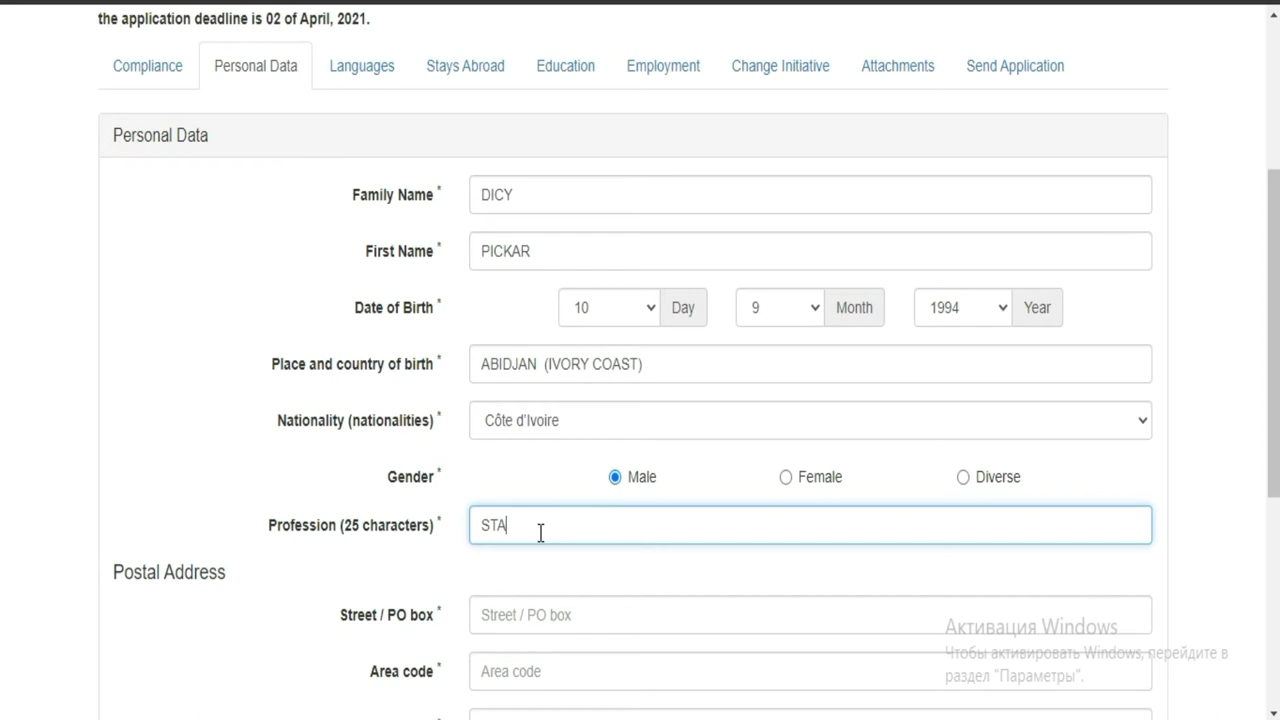 the application deadline is 02 of April, 2021.
Compliance Personal Data Languages Stays Abroad Education Employment Change Initiative Attachments Send Application
Personal Data
Family Name * DICY
First Name * PICKAR
Date of Birth * 10 Day 9 Month 1994 Year
Place and country of birth * ABIDJAN (IVORY COAST)
Nationality (nationalities) * Côte d'Ivoire
Gender * Male Female Diverse
Profession (25 characters) * STA
Postal Address
Street / PO box * Street / PO box
Area code * Area code
Активация Windows
Чтобы активировать Windows, перейдите в
раздел "Параметры".